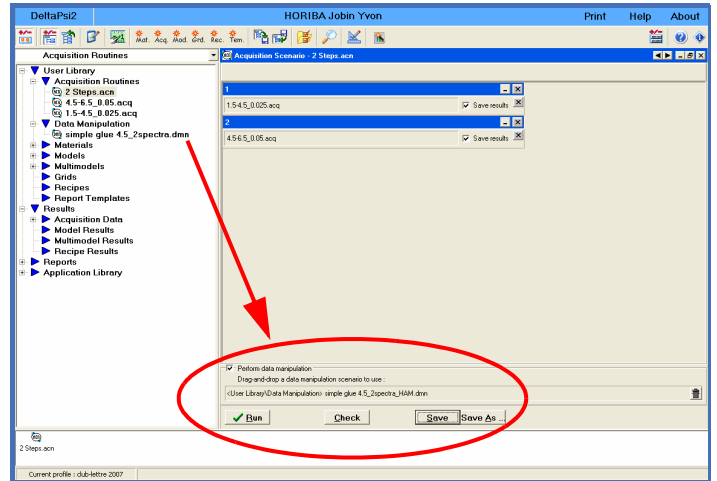 DeltaPsi2 HORIBA Jobin Yvon Print Help About
Mat. Acq. Mod. Grd. Rec. Tem.
Acquisition Routines
Acquisition Scenario - 2 Steps.acn
User Library
Acquisition Routines
2 Steps.acn
4.5-6.5_0.05.acq
1.5-4.5_0.025.acq
Data Manipulation
simple glue 4.5_2spectra.dmn
Materials
Models
Multimodels
Grids
Recipes
Report Templates
Results
Acquisition Data
Model Results
Multimodel Results
Recipe Results
Reports
Application Library
1
1.5-4.5_0.025.acq Save results
2
4.5-6.5_0.05.acq Save results
Perform data manipulation
Drag-and-drop a data manipulation scenario to use :
<User Library\Data Manipulation> simple glue 4.5_2spectra_HAM.dmn
Run Check Save Save As ...
2 Steps.acn
Current profile : club-lettre 2007